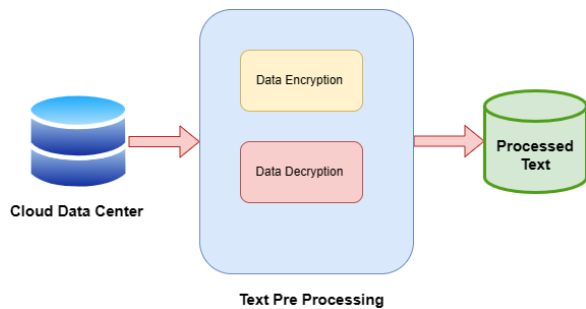 Data Encryption
Data Decryption
Cloud Data Center
Processed
Text
Text Pre Processing